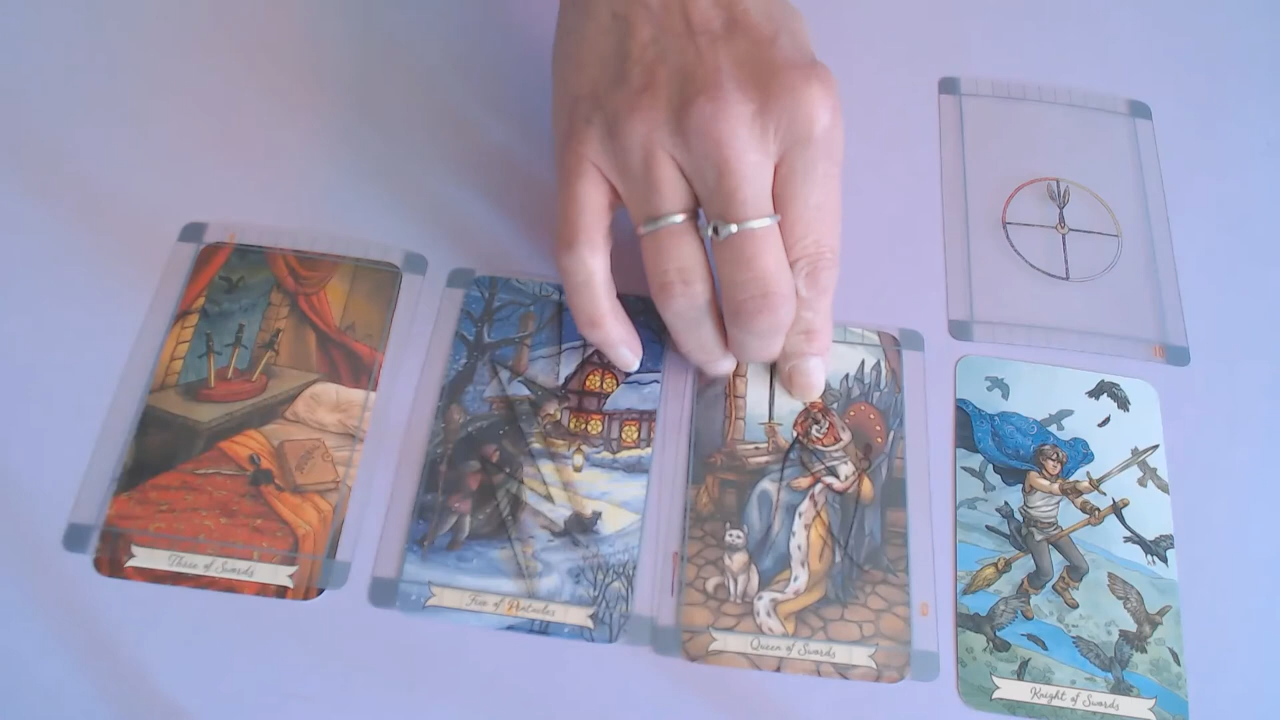 Three of Swords
Five of Pentacles
Queen of Swords
Knight of Swords